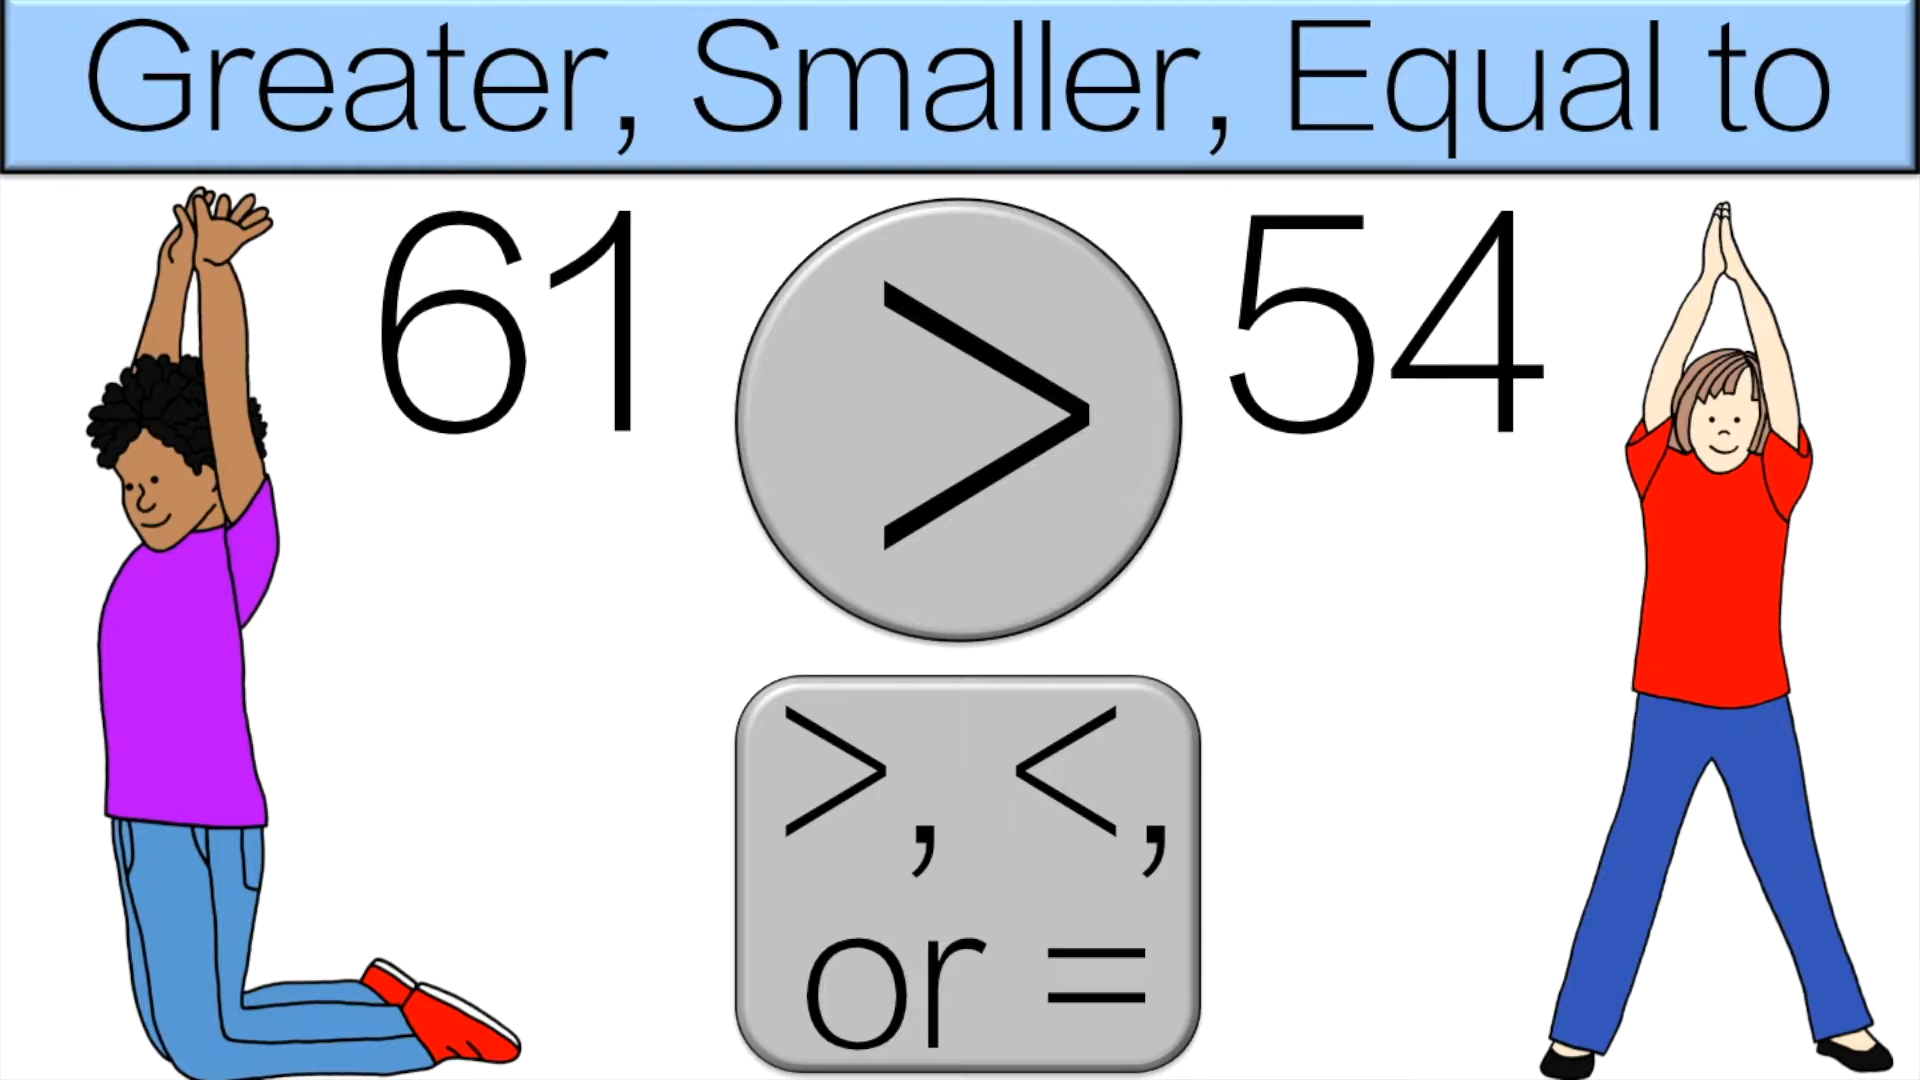 Greater, Smaller, Equal to
61 > 54
>, <,
or =